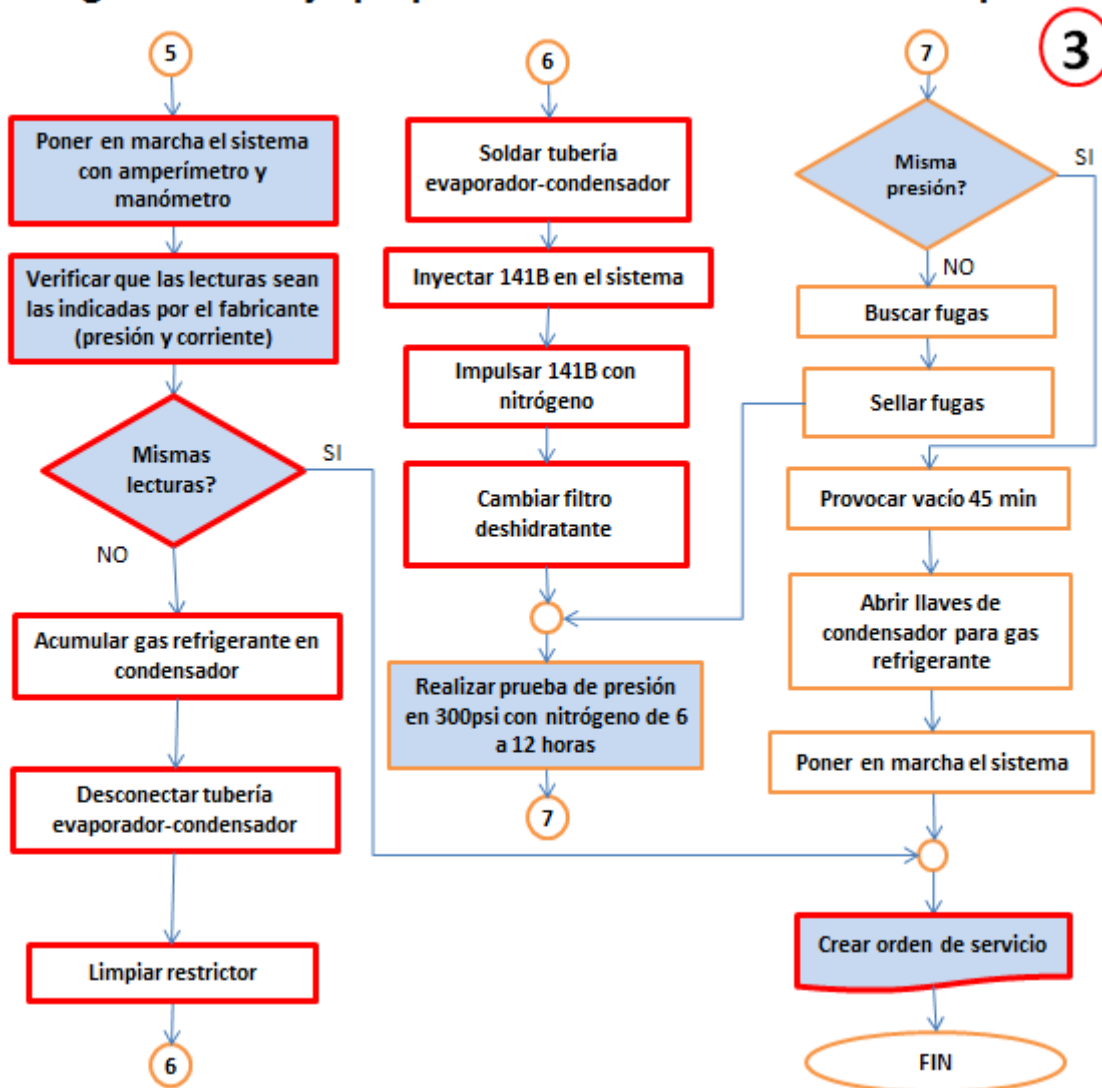 5
Poner en marcha el sistema
con amperímetro y
manómetro
Verificar que las lecturas sean
las indicadas por el fabricante
(presión y corriente)
Mismas
lecturas?
SI
NO
Acumular gas refrigerante en
condensador
Desconectar tubería
evaporador-condensador
Limpiar restrictor
6
6
Soldar tubería
evaporador-condensador
Inyectar 141B en el sistema
Impulsar 141B con
nitrógeno
Cambiar filtro
deshidratante
Realizar prueba de presión
en 300psi con nitrógeno de 6
a 12 horas
7
7
3
Misma
presión?
SI
NO
Buscar fugas
Sellar fugas
Provocar vacío 45 min
Abrir llaves de
condensador para gas
refrigerante
Poner en marcha el sistema
Crear orden de servicio
FIN